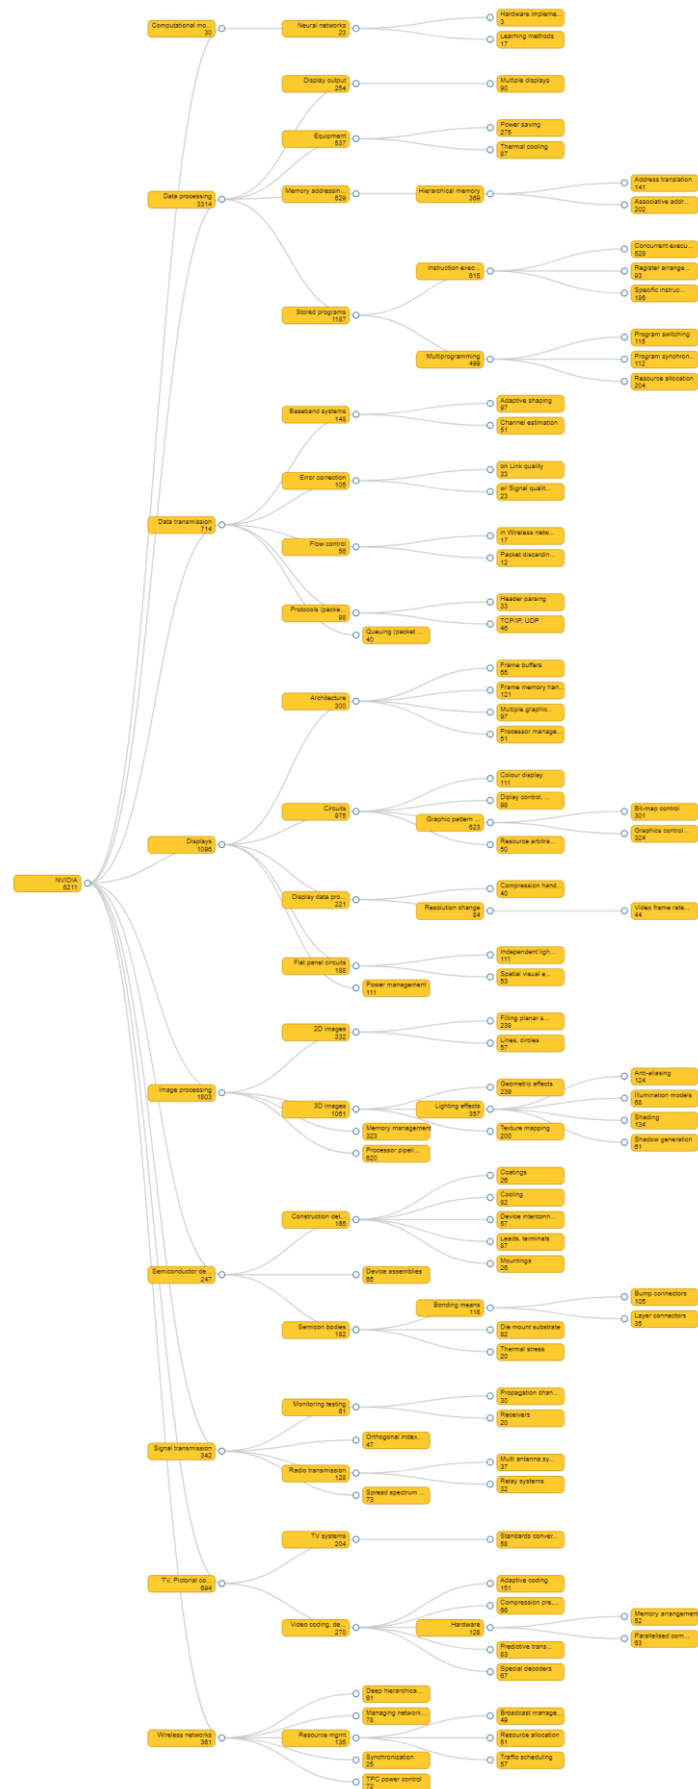 Hardware impleme...
3
Computational mo...
30
Neural networks
23
Learning methods
17
Display output
254
Multiple displays
90
Power saving
275
Equipment
537
Thermal cooling
87
Address translation
141
Data processing
3314
Memory addressin...
629
Hierarchical memory
369
Associative addr...
202
Concurrent execu...
528
Instruction exec...
615
Register arrange...
93
Specific instruc...
186
Stored programs
1187
Program switching
115
Multiprogramming
499
Program synchron...
112
Resource allocation
204
Adaptive shaping
97
Baseband systems
148
Channel estimation
51
on Link quality
33
Error correction
105
w/ Signal qualit...
23
Data transmission
714
in Wireless netw...
17
Flow control
56
Packet discardin...
12
Header parsing
33
Protocols (packe...
98
TCP/IP, UDP
46
Queuing (packet ...
40
Frame buffers
55
Frame memory han...
121
Architecture
300
Multiple graphic...
97
Processor manage...
51
Colour display
111
Diplay control, ...
98
Bit-map control
301
Circuits
975
Graphic pattern ...
623
Graphics control...
324
Resource arbitra...
50
Displays
1096
NVIDIA
6211
Compression hand...
40
Display data pro...
221
Resolution change
84
Video frame rate...
44
Independent ligh...
111
Flat panel circuits
188
Spatial visual e...
53
Power management
111
Filling planar s...
238
2D images
332
Lines, circles
57
Anti-aliasing
124
Image processing
1803
Geometric effects
239
Illumination models
68
3D images
1061
Lighting effects
357
Shading
134
Memory management
323
Texture mapping
200
Shadow generation
61
Processor pipeli...
620
Coatings
26
Cooling
82
Construction det...
165
Device interconn...
57
Leads, terminals
87
Mountings
26
Semiconductor de...
247
Device assemblies
65
Bump connectors
105
Bonding means
116
Layer connectors
35
Semicon bodies
182
Die mount substrate
82
Thermal stress
20
Propagation chan...
30
Monitoring testing
61
Receivers
20
Orthogonal index...
47
Signal transmission
342
Multi antenna sy...
37
Radio transmission
128
Relay systems
32
Spread spectrum ...
73
TV systems
204
Standards conver...
58
TV, Pictorial co...
694
Adaptive coding
151
Compression pre,...
66
Memory arrangement
52
Video coding, de...
270
Hardware
128
Parallelised com...
63
Predictive trans...
83
Special decoders
67
Deep hierarchica...
61
Managing network...
78
Broadcast manage...
49
Wireless networks
361
Resource mgmt
135
Resource allocation
51
Synchronization
25
Traffic scheduling
57
TPC power control
72